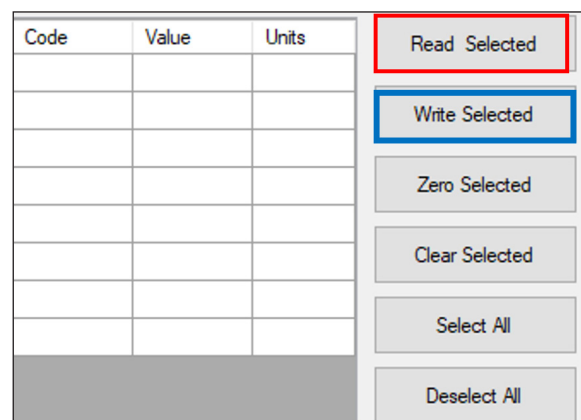 Code Value Units
Read Selected
Write Selected
Zero Selected
Clear Selected
Select All
Deselect All